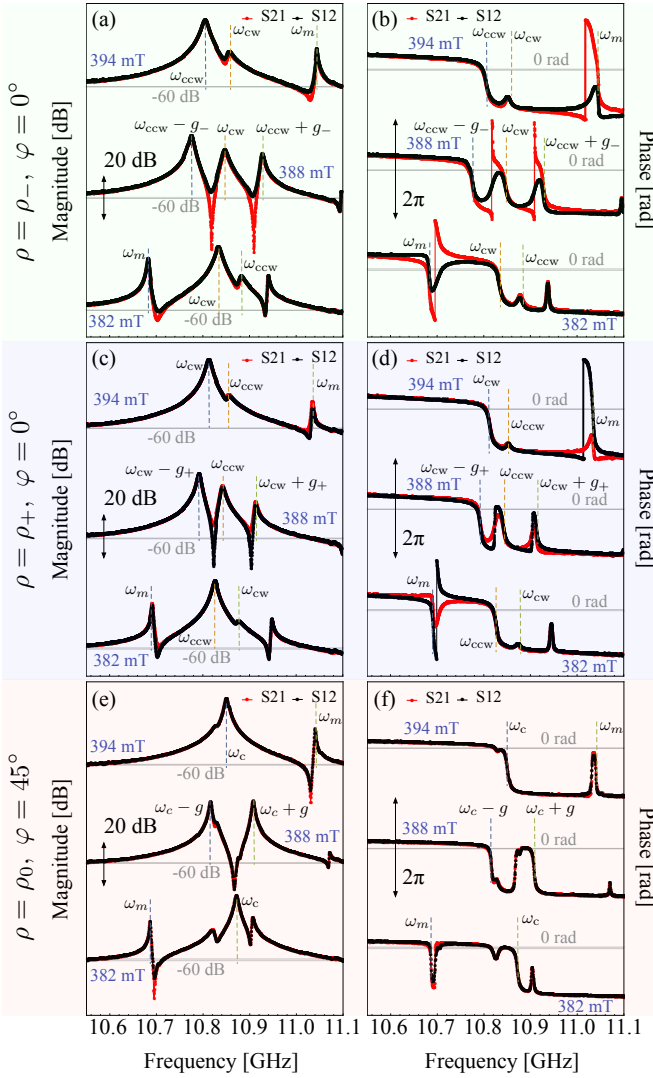 (a)
S21 S12
394 mT
ω_ccw
ω_cw
ω_m
-60 dB
ω_ccw − g_−
ω_cw
ω_ccw + g_−
388 mT
20 dB
-60 dB
ω_m
ω_cw
ω_ccw
382 mT
-60 dB
Magnitude [dB]
ρ = ρ_−, φ = 0°
(b)
S21 S12
394 mT
ω_ccw
ω_cw
0 rad
ω_m
ω_ccw − g_−
388 mT
ω_cw
ω_ccw + g_−
0 rad
2π
ω_m
ω_cw
0 rad
ω_ccw
382 mT
Phase [rad]
(c)
S21 S12
394 mT
ω_cw
ω_ccw
ω_m
-60 dB
ω_cw − g_+
ω_ccw
ω_cw + g_+
388 mT
20 dB
-60 dB
ω_m
ω_ccw
ω_cw
382 mT
-60 dB
Magnitude [dB]
ρ = ρ_+, φ = 0°
(d)
S21 S12
394 mT
ω_cw
ω_ccw
0 rad
ω_m
ω_cw − g_+
388 mT
ω_ccw
ω_cw + g_+
0 rad
2π
ω_m
ω_ccw
ω_cw
0 rad
382 mT
Phase [rad]
(e)
S21 S12
394 mT
ω_c
ω_m
-60 dB
ω_c − g
ω_c + g
388 mT
20 dB
ω_m
ω_c
-60 dB
382 mT
Magnitude [dB]
ρ = ρ_0, φ = 45°
10.6 10.7 10.8 10.9 11.0 11.1
Frequency [GHz]
(f)
S21 S12
394 mT
ω_c
0 rad
ω_m
ω_c − g
ω_c + g
388 mT
0 rad
2π
ω_m
ω_c
0 rad
382 mT
Phase [rad]
10.6 10.7 10.8 10.9 11.0 11.1
Frequency [GHz]